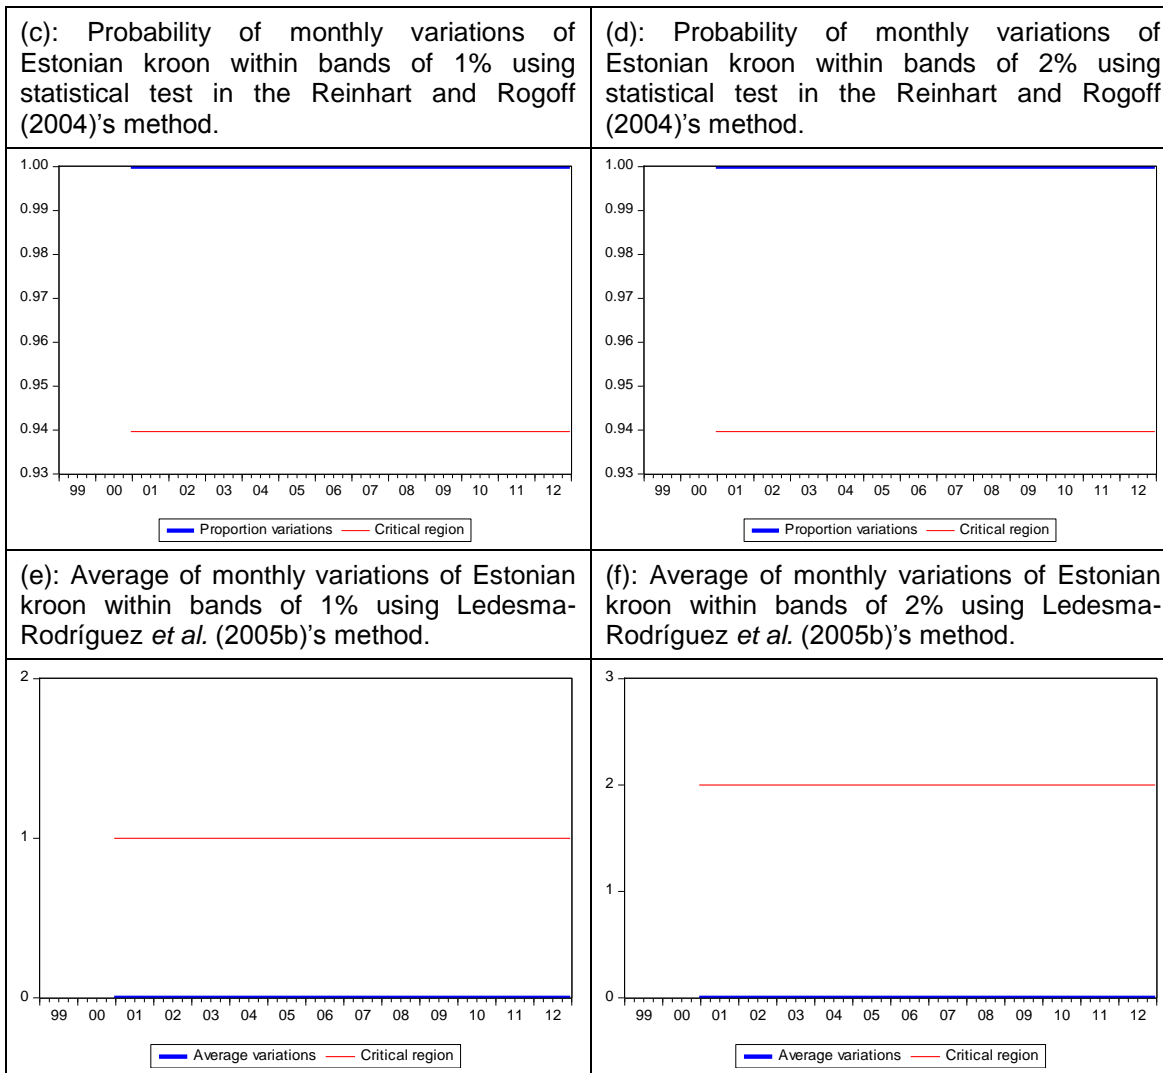 (c): Probability of monthly variations of
Estonian kroon within bands of 1% using
statistical test in the Reinhart and Rogoff
(2004)’s method.
(d): Probability of monthly variations of
Estonian kroon within bands of 2% using
statistical test in the Reinhart and Rogoff
(2004)’s method.
1.00
0.99
0.98
0.97
0.96
0.95
0.94
0.93
99 00 01 02 03 04 05 06 07 08 09 10 11 12
Proportion variations Critical region
1.00
0.99
0.98
0.97
0.96
0.95
0.94
0.93
99 00 01 02 03 04 05 06 07 08 09 10 11 12
Proportion variations Critical region
(e): Average of monthly variations of Estonian
kroon within bands of 1% using Ledesma-
Rodríguez et al. (2005b)’s method.
(f): Average of monthly variations of Estonian
kroon within bands of 2% using Ledesma-
Rodríguez et al. (2005b)’s method.
2
1
0
99 00 01 02 03 04 05 06 07 08 09 10 11 12
Average variations Critical region
3
2
1
0
99 00 01 02 03 04 05 06 07 08 09 10 11 12
Average variations Critical region